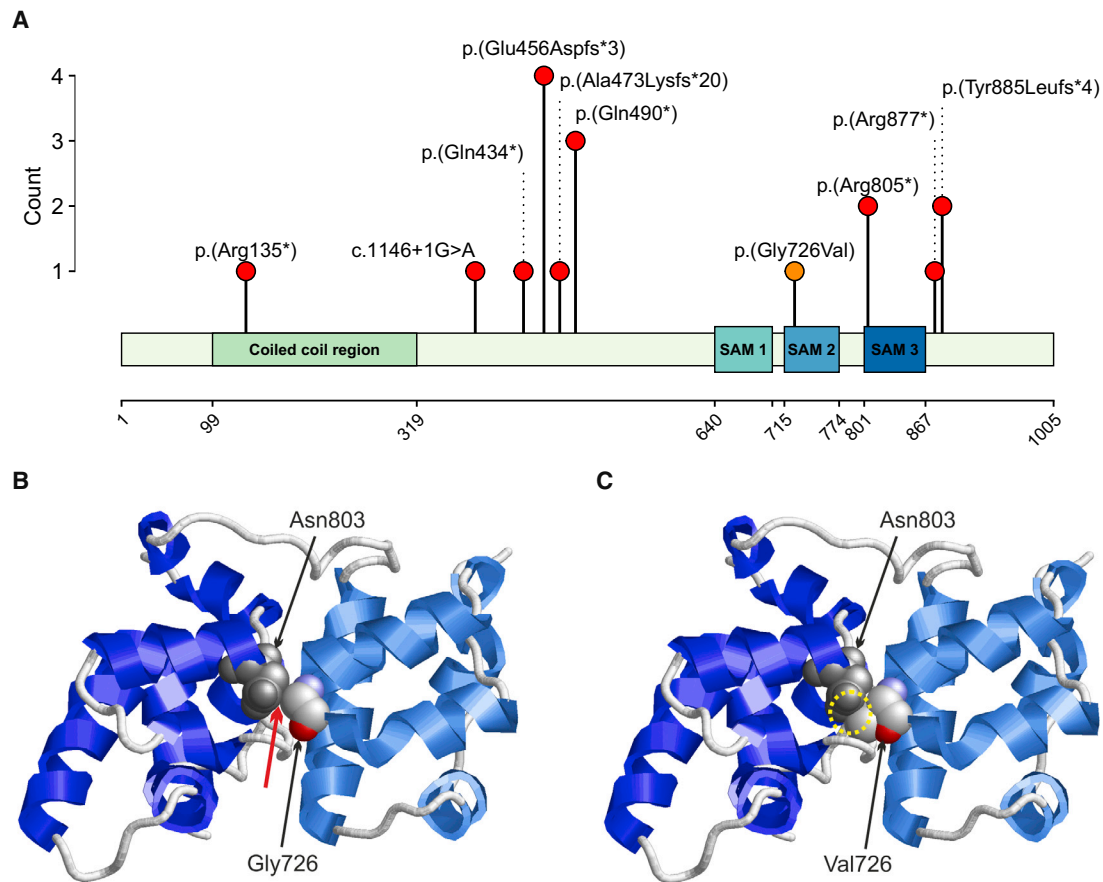 A
p.(Glu456Aspfs*3)
p.(Ala473Lysfs*20)
p.(Tyr885Leufs*4)
p.(Gln490*)
p.(Arg877*)
p.(Gln434*)
p.(Arg805*)
p.(Arg135*)
c.1146+1G>A
p.(Gly726Val)
Count
4
3
2
1
Coiled coil region
SAM 1
SAM 2
SAM 3
1
99
319
640
715
774
801
867
1005
B
C
Asn803
Asn803
Gly726
Val726